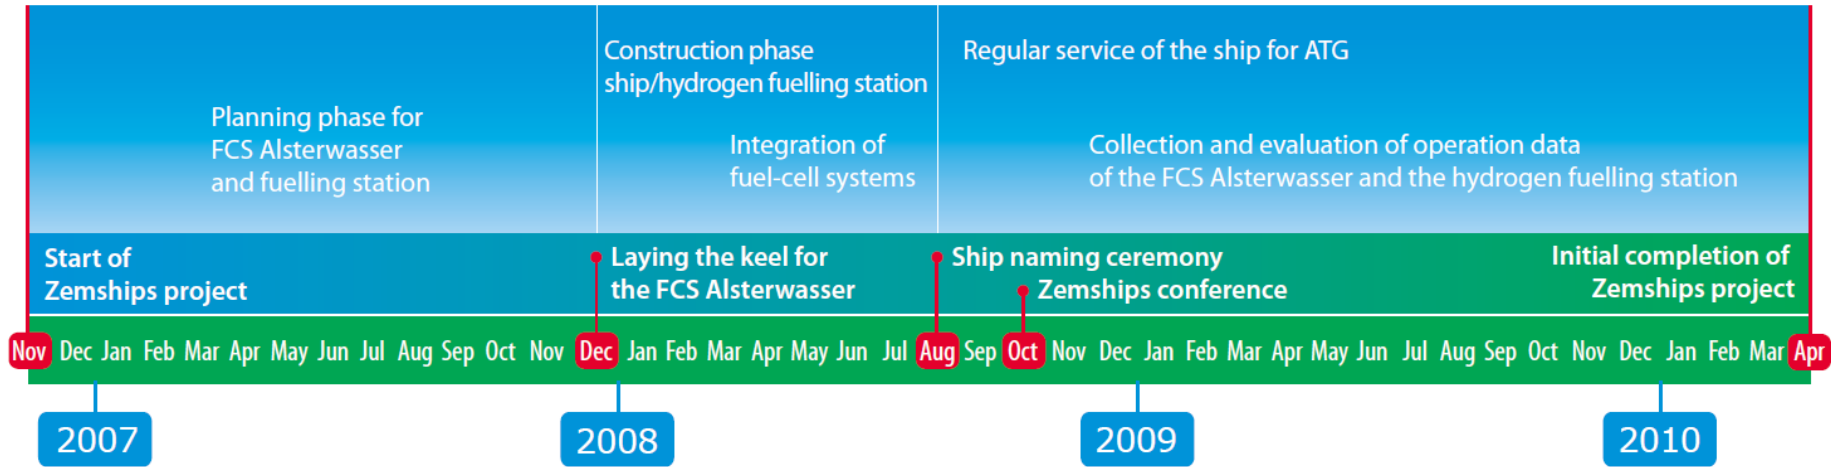 Construction phase
ship/hydrogen fuelling station
Regular service of the ship for ATG
Planning phase for
FCS Alsterwasser
and fuelling station
Integration of
fuel-cell systems
Collection and evaluation of operation data
of the FCS Alsterwasser and the hydrogen fuelling station
Start of
Zemships project
Laying the keel for
the FCS Alsterwasser
Ship naming ceremony
Zemships conference
Initial completion of
Zemships project
Nov Dec Jan Feb Mar Apr May Jun Jul Aug Sep Oct Nov Dec Jan Feb Mar Apr May Jun Jul Aug Sep Oct Nov Dec Jan Feb Mar Apr May Jun Jul Aug Sep Oct Nov Dec Jan Feb Mar Apr
2007 2008 2009 2010